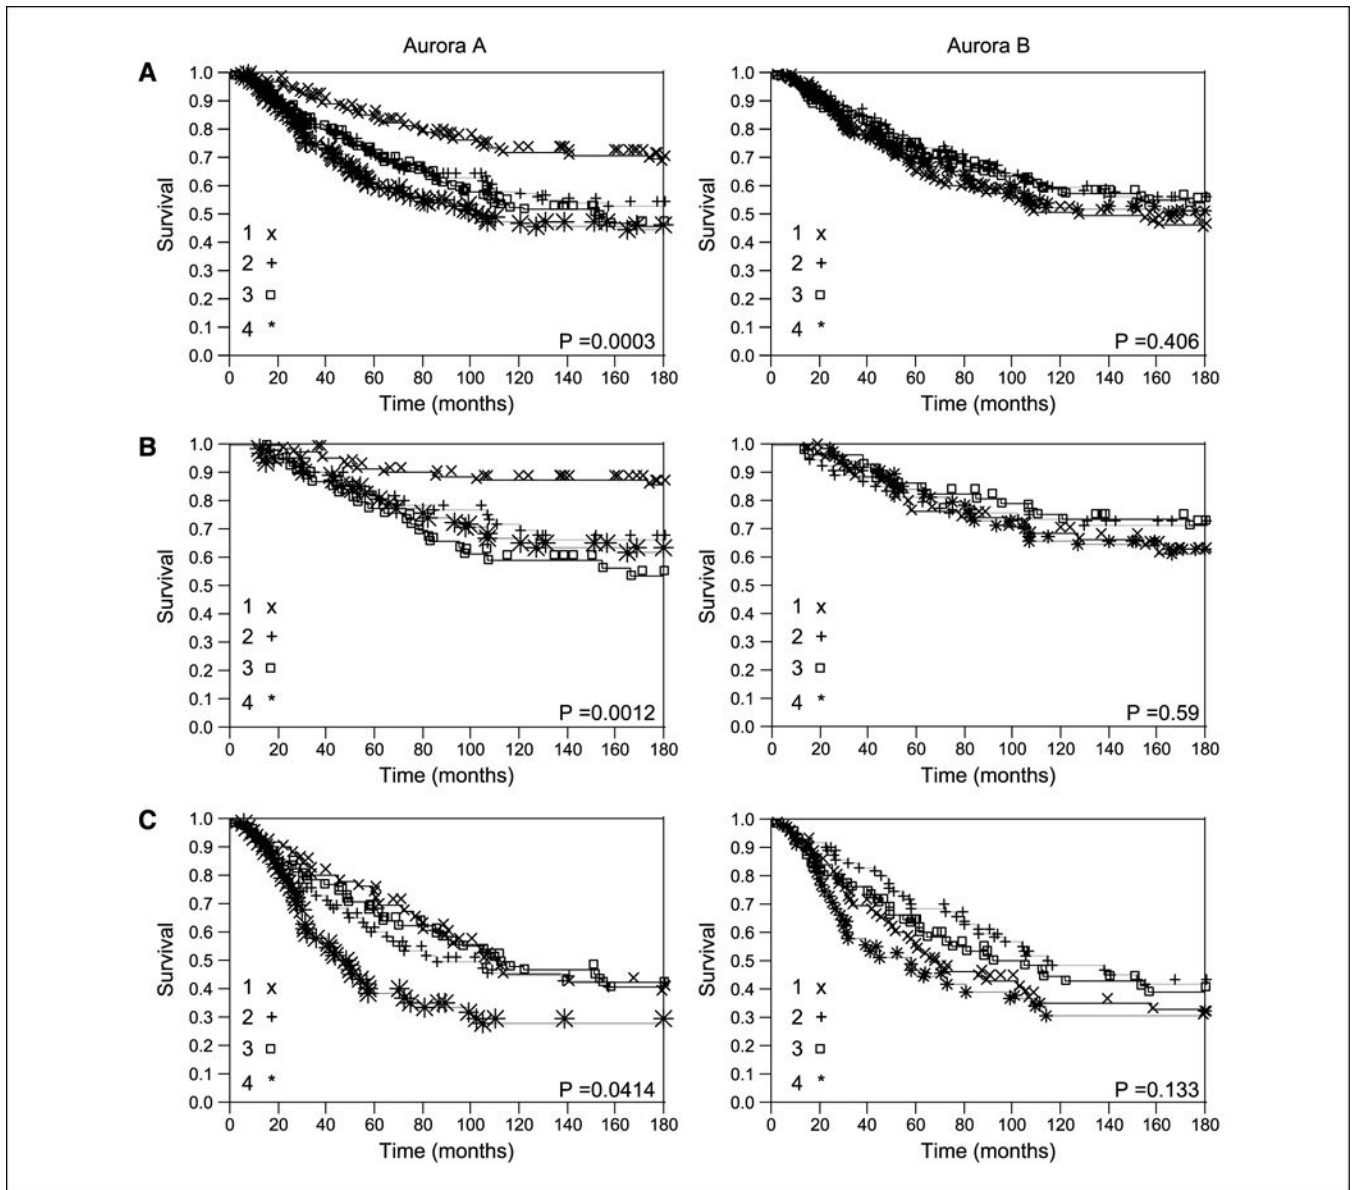 Aurora A
Aurora B
A
1.0
0.9
0.8
0.7
0.6
0.5
0.4
0.3
0.2
0.1
0.0
Survival
1 x
2 +
3 □
4 *
P =0.0003
0 20 40 60 80 100 120 140 160 180
Time (months)
1.0
0.9
0.8
0.7
0.6
0.5
0.4
0.3
0.2
0.1
0.0
Survival
1 x
2 +
3 □
4 *
P =0.406
0 20 40 60 80 100 120 140 160 180
Time (months)
B
1.0
0.9
0.8
0.7
0.6
0.5
0.4
0.3
0.2
0.1
0.0
Survival
1 x
2 +
3 □
4 *
P =0.0012
0 20 40 60 80 100 120 140 160 180
Time (months)
1.0
0.9
0.8
0.7
0.6
0.5
0.4
0.3
0.2
0.1
0.0
Survival
1 x
2 +
3 □
4 *
P =0.59
0 20 40 60 80 100 120 140 160 180
Time (months)
C
1.0
0.9
0.8
0.7
0.6
0.5
0.4
0.3
0.2
0.1
0.0
Survival
1 x
2 +
3 □
4 *
P =0.0414
0 20 40 60 80 100 120 140 160 180
Time (months)
1.0
0.9
0.8
0.7
0.6
0.5
0.4
0.3
0.2
0.1
0.0
Survival
1 x
2 +
3 □
4 *
P =0.133
0 20 40 60 80 100 120 140 160 180
Time (months)